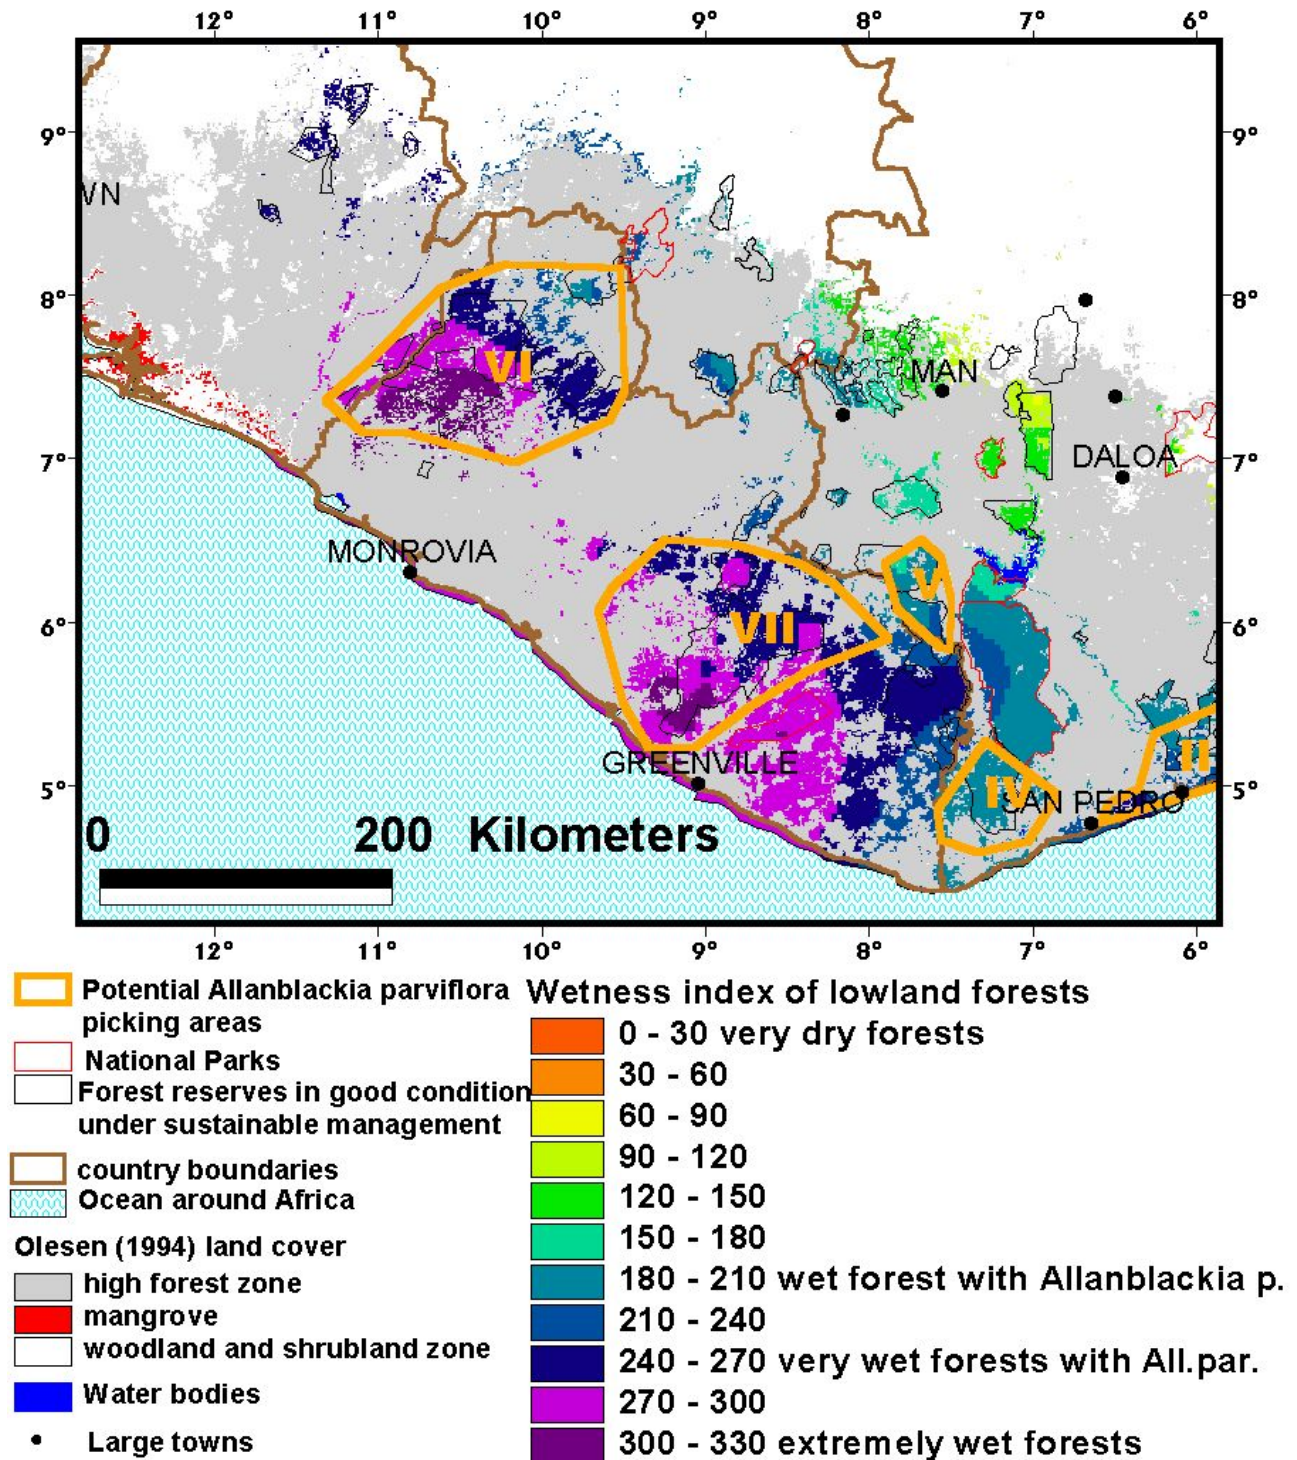 12° 11° 10° 9° 8° 7° 6°
9° 9°
WN
8° 8°
VI
MAN
7° DALOA 7°
MONROVIA
V
6° VII 6°
II
GREENVILLE
5° IV SAN PEDRO 5°
0 200 Kilometers
12° 11° 10° 9° 8° 7° 6°
Potential Allanblackia parviflora
picking areas
National Parks
Forest reserves in good condition
under sustainable management
country boundaries
Ocean around Africa
Olesen (1994) land cover
high forest zone
mangrove
woodland and shrubland zone
Water bodies
Large towns
Wetness index of lowland forests
0 - 30 very dry forests
30 - 60
60 - 90
90 - 120
120 - 150
150 - 180
180 - 210 wet forest with Allanblackia p.
210 - 240
240 - 270 very wet forests with All.par.
270 - 300
300 - 330 extremely wet forests